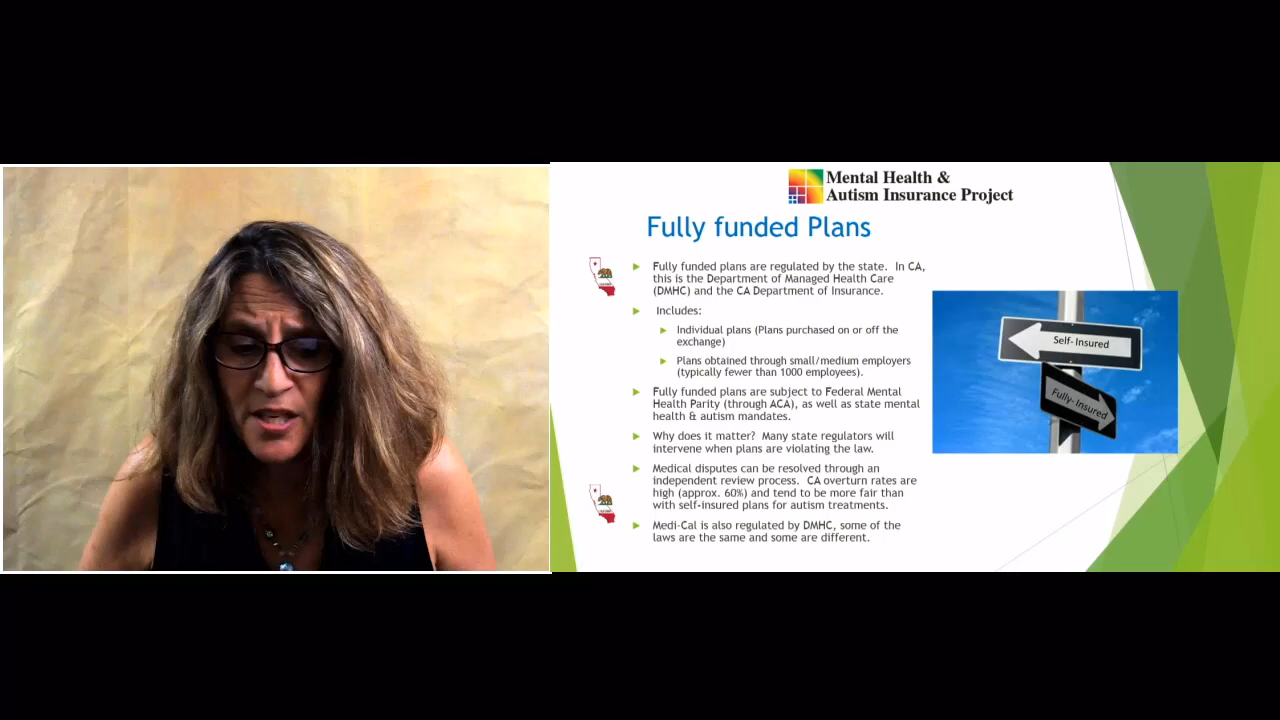 Mental Health &
Autism Insurance Project
Fully funded Plans
Fully funded plans are regulated by the state.  In CA,
this is the Department of Managed Health Care
(DMHC) and the CA Department of Insurance.
Includes:
Individual plans (Plans purchased on or off the
exchange)
Plans obtained through small/medium employers
(typically fewer than 1000 employees).
Fully funded plans are subject to Federal Mental
Health Parity (through ACA), as well as state mental
health & autism mandates.
Why does it matter?  Many state regulators will
intervene when plans are violating the law.
Medical disputes can be resolved through an
independent review process.  CA overturn rates are
high (approx. 60%) and tend to be more fair than
with self-insured plans for autism treatments.
Medi-Cal is also regulated by DMHC, some of the
laws are the same and some are different.
Self- Insured
Fully- Insured